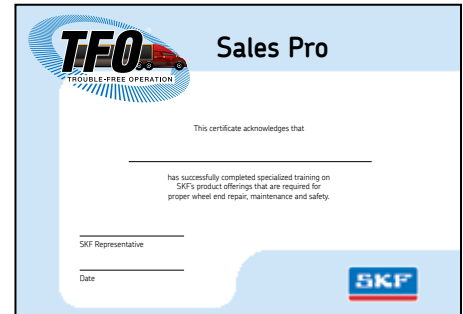 TFO
TROUBLE-FREE OPERATION
Sales Pro
This certificate acknowledges that
has successfully completed specialized training on
SKF's product offerings that are required for
proper wheel end repair, maintenance and safety.
SKF Representative
Date
SKF